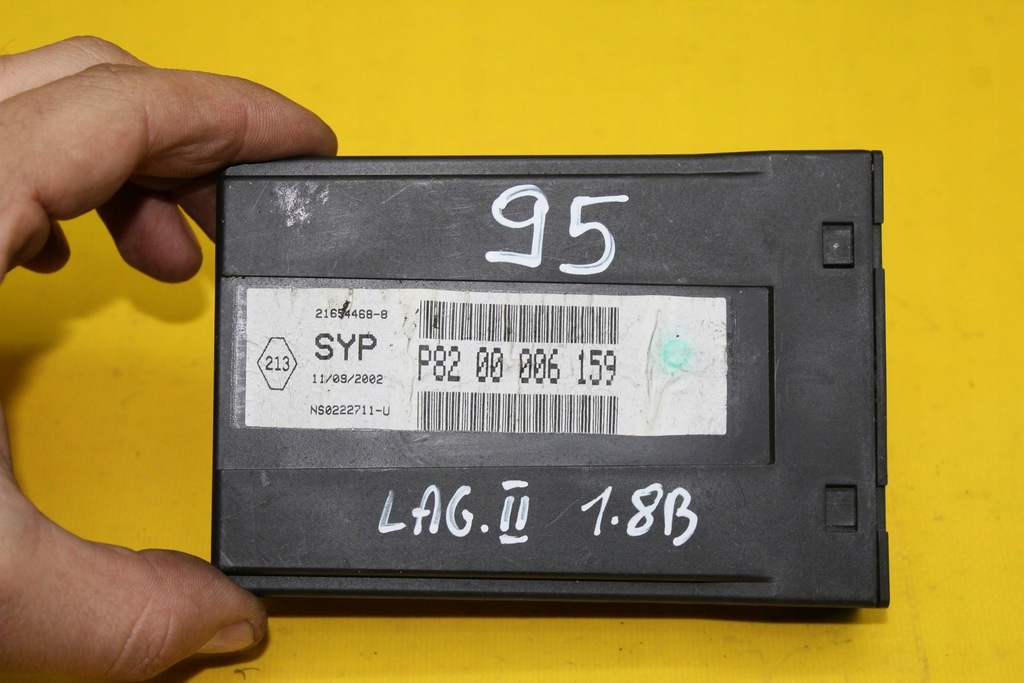 95
21654468-8
213
SYP
11/09/2002
NS0222711-U
P82 00 006 159
LAG. II 1.8B